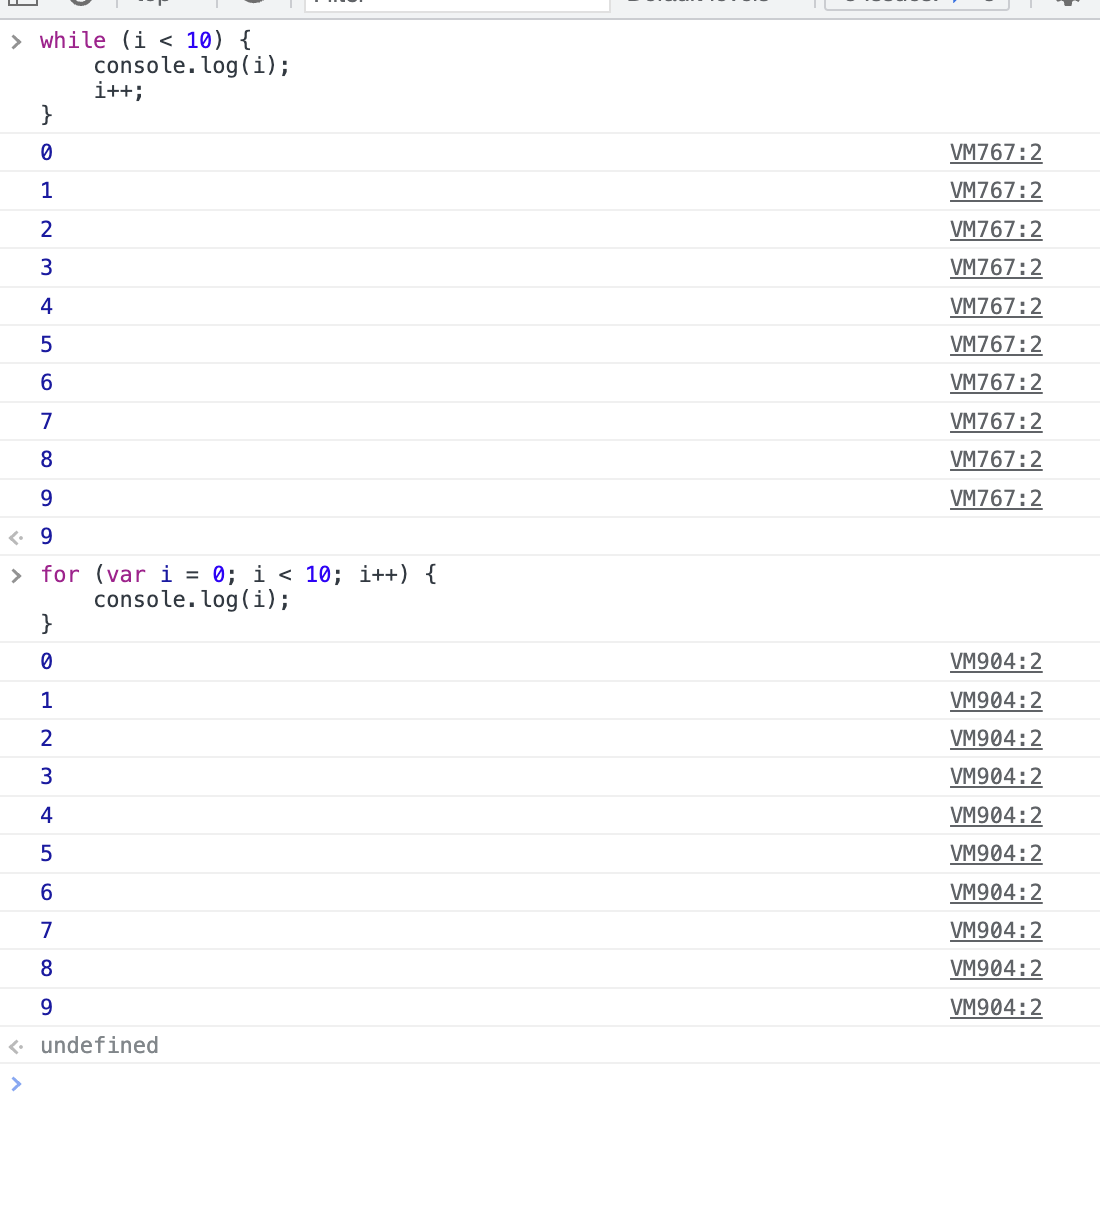 > while (i < 10) {
console.log(i);
i++;
}
0 VM767:2
1 VM767:2
2 VM767:2
3 VM767:2
4 VM767:2
5 VM767:2
6 VM767:2
7 VM767:2
8 VM767:2
9 VM767:2
9
> for (var i = 0; i < 10; i++) {
console.log(i);
}
0 VM904:2
1 VM904:2
2 VM904:2
3 VM904:2
4 VM904:2
5 VM904:2
6 VM904:2
7 VM904:2
8 VM904:2
9 VM904:2
undefined
>